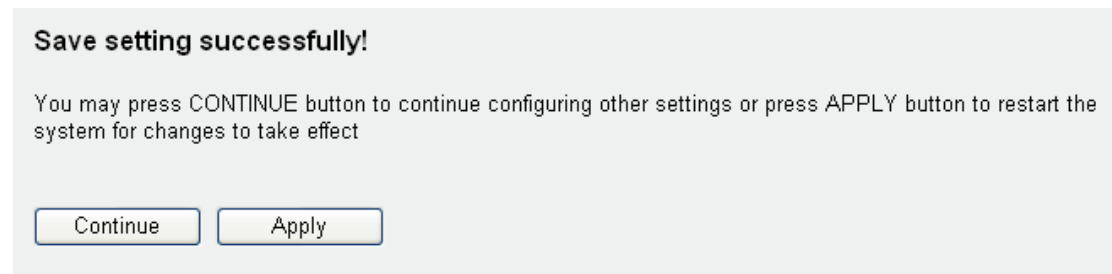 Save setting successfully!
You may press CONTINUE button to continue configuring other settings or press APPLY button to restart the
system for changes to take effect
Continue Apply